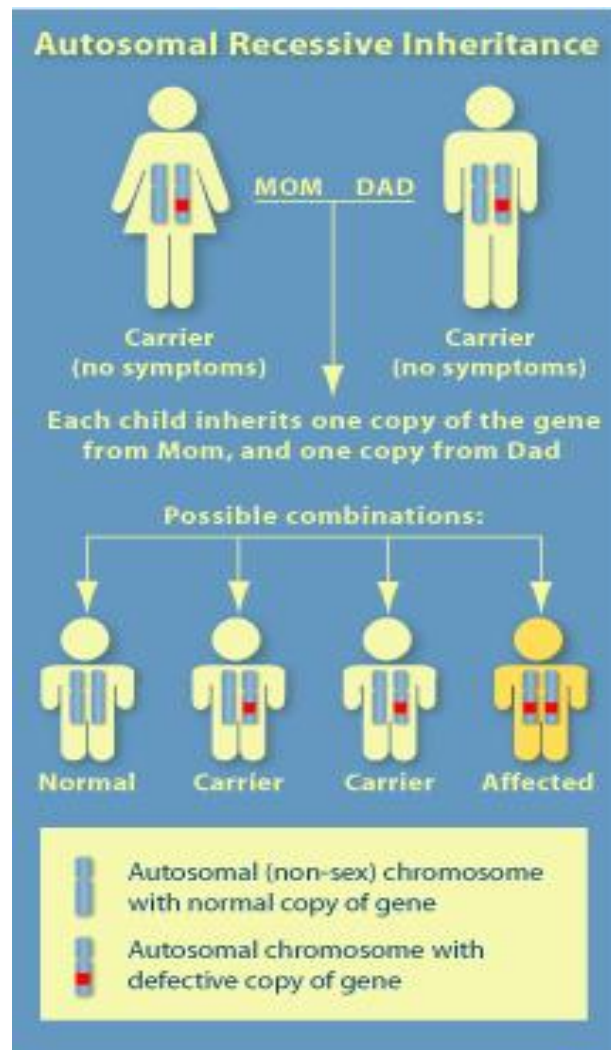 Autosomal Recessive Inheritance
MOM DAD
Carrier
(no symptoms)
Carrier
(no symptoms)
Each child inherits one copy of the gene
from Mom, and one copy from Dad
Possible combinations:
Normal
Carrier
Carrier
Affected
Autosomal (non-sex) chromosome
with normal copy of gene
Autosomal chromosome with
defective copy of gene